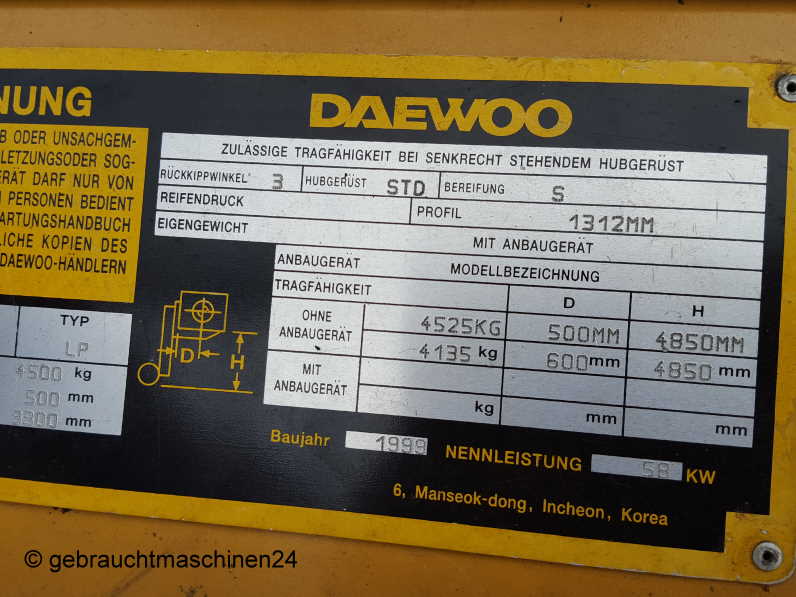 NUNG
B ODER UNSACHGEM-
LETZUNGSODER SOG-
ERÄT DARF NUR VON
PERSONEN BEDIENT
ARTUNGSHANDBUCH
LICHE KOPIEN DES
DAEWOO-HÄNDLERN
TYP
LP
4500 kg
500 mm
3300 mm
DAEWOO
ZULÄSSIGE TRAGFÄHIGKEIT BEI SENKRECHT STEHENDEM HUBGERÜST
RÜCKKIPPWINKEL° 3 HUBGERÜST STD BEREIFUNG S
REIFENDRUCK PROFIL 1312MM
EIGENGEWICHT MIT ANBAUGERÄT
ANBAUGERÄT MODELLBEZEICHNUNG
TRAGFÄHIGKEIT D H
OHNE ANBAUGERÄT 4525KG 500MM 4850MM
4135 kg 600mm 4850 mm
MIT ANBAUGERÄT
kg mm mm
D H
Baujahr 1999 NENNLEISTUNG 58 KW
6, Manseok-dong, Incheon, Korea
© gebrauchtmaschinen24